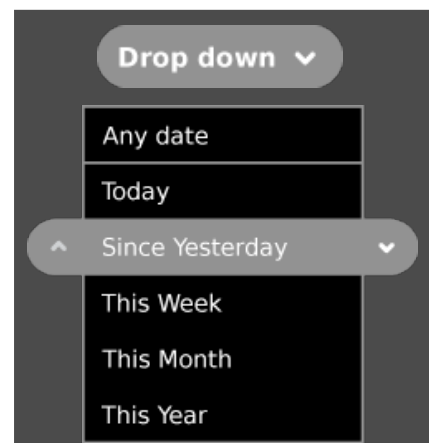 Drop down
Any date
Today
Since Yesterday
This Week
This Month
This Year